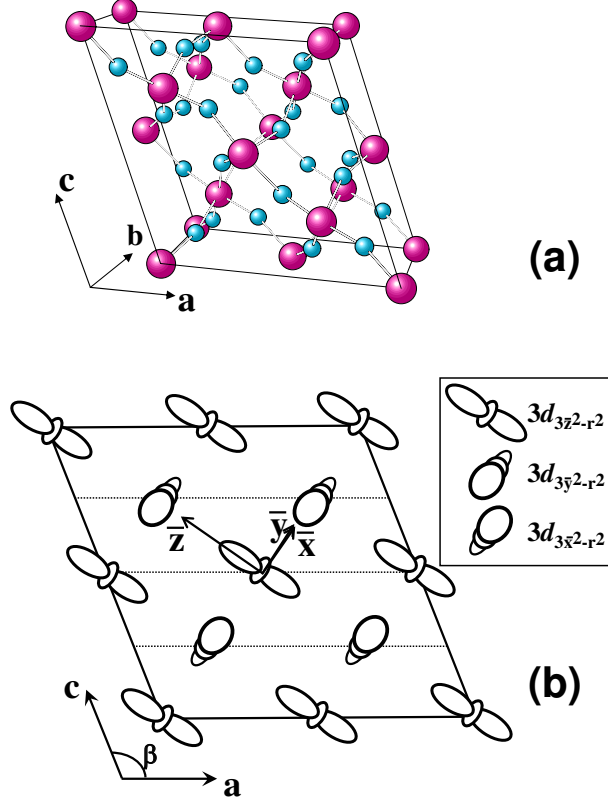 c
b
a
(a)
3d3z̄²-r²
3d3ȳ²-r²
3d3x̄²-r²
z̄
ȳ
x̄
(b)
c
β
a